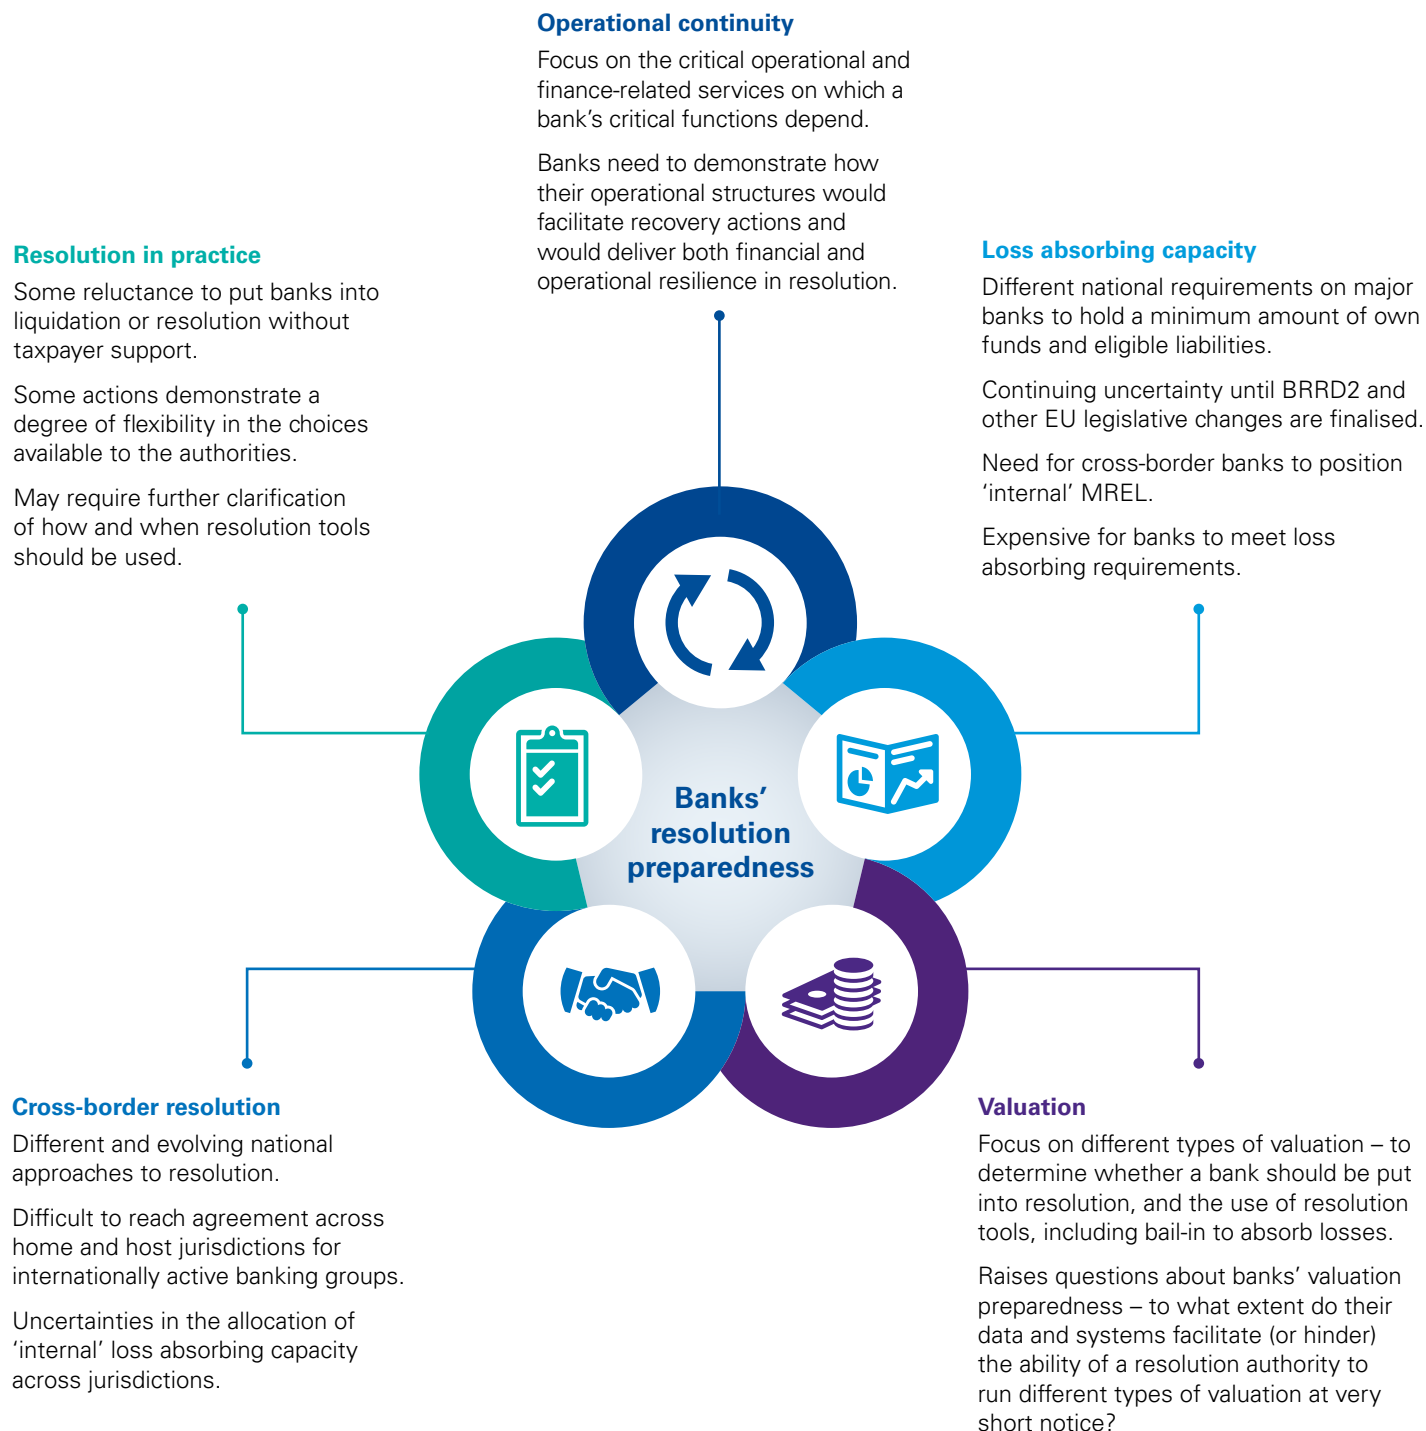 Operational continuity
Focus on the critical operational and
finance-related services on which a
bank’s critical functions depend.
Banks need to demonstrate how
their operational structures would
facilitate recovery actions and
would deliver both financial and
operational resilience in resolution.
Resolution in practice
Some reluctance to put banks into
liquidation or resolution without
taxpayer support.
Some actions demonstrate a
degree of flexibility in the choices
available to the authorities.
May require further clarification
of how and when resolution tools
should be used.
Loss absorbing capacity
Different national requirements on major
banks to hold a minimum amount of own
funds and eligible liabilities.
Continuing uncertainty until BRRD2 and
other EU legislative changes are finalised.
Need for cross-border banks to position
‘internal’ MREL.
Expensive for banks to meet loss
absorbing requirements.
Banks’
resolution
preparedness
Cross-border resolution
Different and evolving national
approaches to resolution.
Difficult to reach agreement across
home and host jurisdictions for
internationally active banking groups.
Uncertainties in the allocation of
‘internal’ loss absorbing capacity
across jurisdictions.
Valuation
Focus on different types of valuation – to
determine whether a bank should be put
into resolution, and the use of resolution
tools, including bail-in to absorb losses.
Raises questions about banks’ valuation
preparedness – to what extent do their
data and systems facilitate (or hinder)
the ability of a resolution authority to
run different types of valuation at very
short notice?